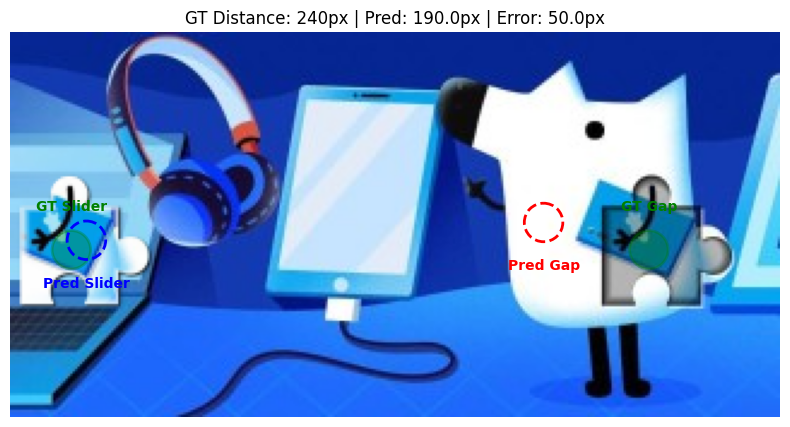 GT Distance: 240px | Pred: 190.0px | Error: 50.0px
GT Slider
GT Gap
Pred Gap
Pred Slider